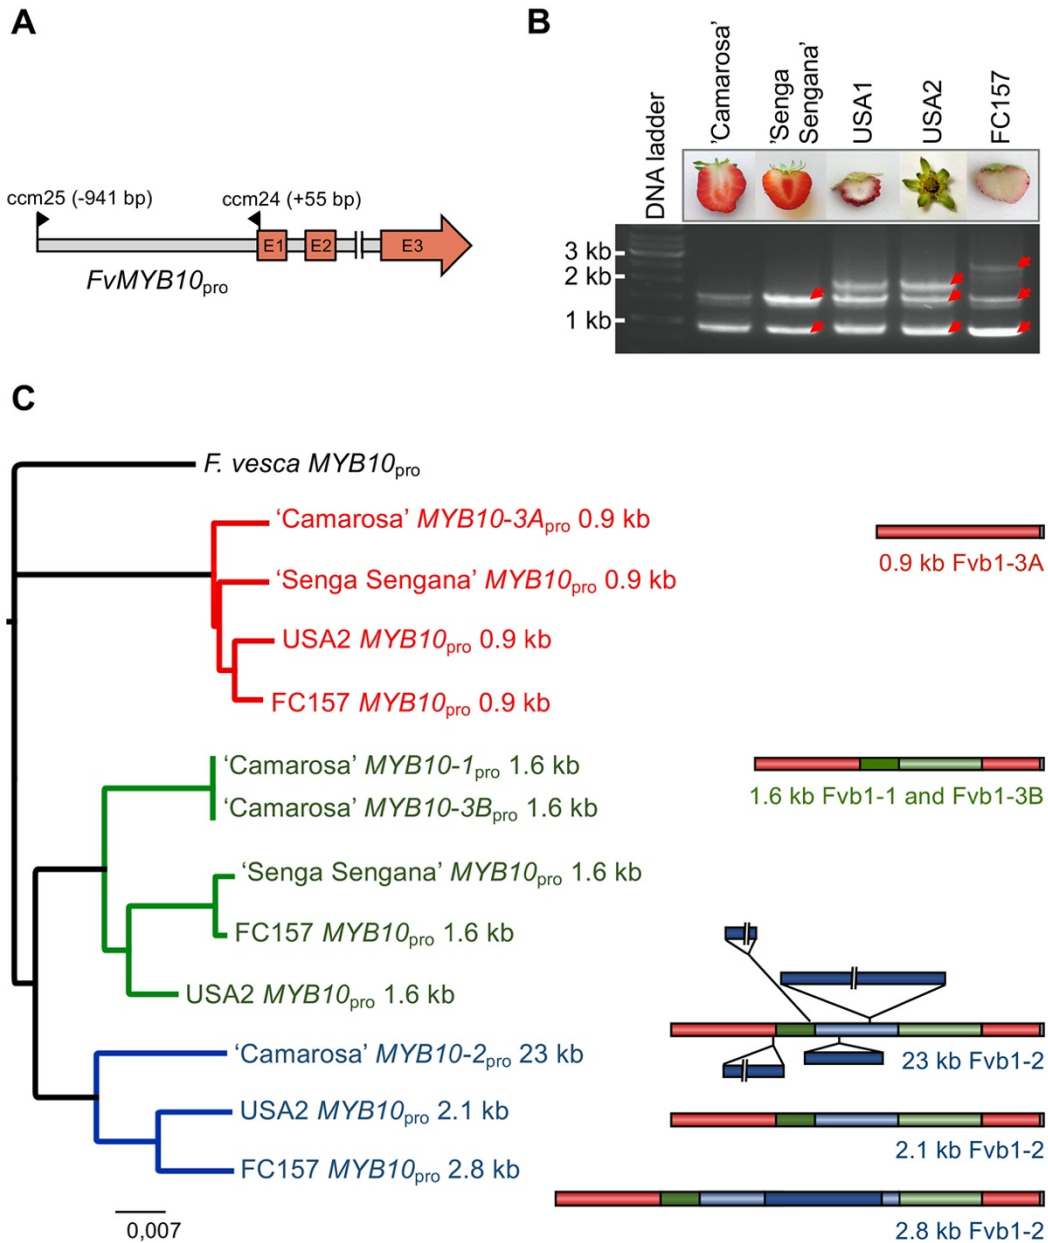 A
ccm25 (-941 bp)
ccm24 (+55 bp)
E1
E2
E3
FvMYB10pro
B
DNA ladder
'Camarosa'
'Senga
Sengana'
USA1
USA2
FC157
3 kb
2 kb
1 kb
C
F. vesca MYB10pro
‘Camarosa’ MYB10-3Apro 0.9 kb
‘Senga Sengana’ MYB10pro 0.9 kb
USA2 MYB10pro 0.9 kb
FC157 MYB10pro 0.9 kb
0.9 kb Fvb1-3A
‘Camarosa’ MYB10-1pro 1.6 kb
‘Camarosa’ MYB10-3Bpro 1.6 kb
1.6 kb Fvb1-1 and Fvb1-3B
‘Senga Sengana’ MYB10pro 1.6 kb
FC157 MYB10pro 1.6 kb
USA2 MYB10pro 1.6 kb
‘Camarosa’ MYB10-2pro 23 kb
23 kb Fvb1-2
USA2 MYB10pro 2.1 kb
2.1 kb Fvb1-2
FC157 MYB10pro 2.8 kb
2.8 kb Fvb1-2
0,007